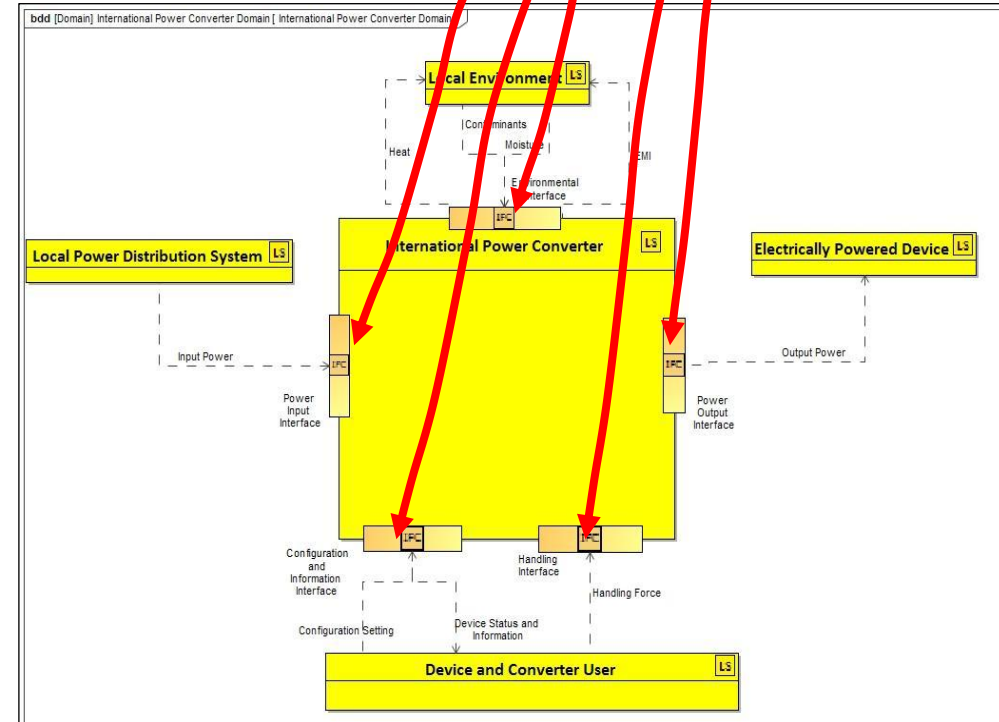 bdd [Domain] International Power Converter Domain [ International Power Converter Domain
Local Environment LS
Contaminants
Moisture
Heat
EMI
Environmental
Interface
IFC
International Power Converter LS
Local Power Distribution System LS
Electrically Powered Device LS
Input Power
IFC
IFC
Output Power
Power
Input
Interface
Power
Output
Interface
IFC
IFC
Configuration
and
Information
Interface
Handling
Interface
Handling Force
Configuration Setting
Device Status and
Information
Device and Converter User LS